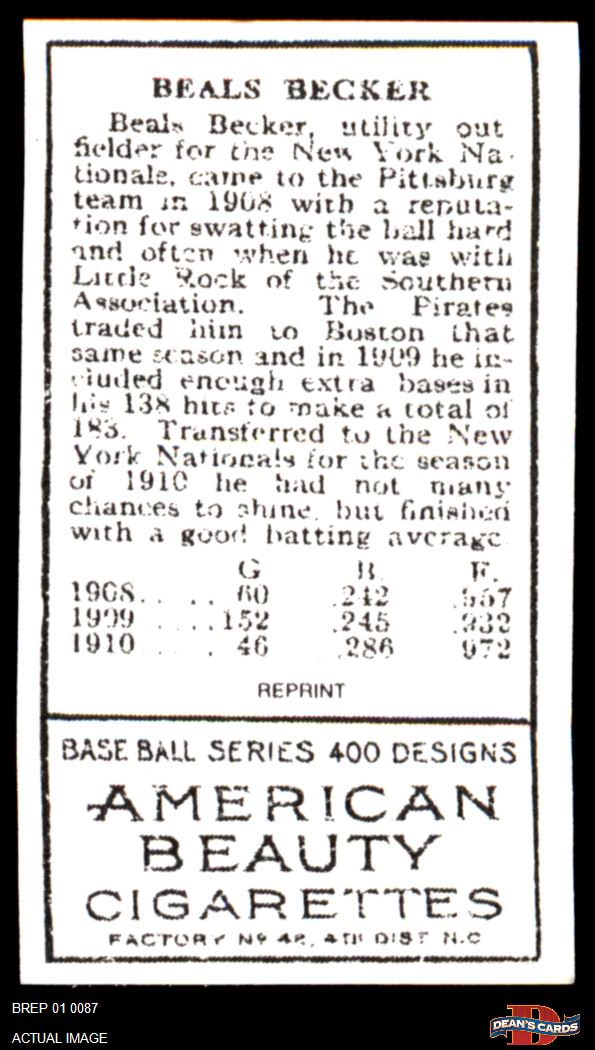 BEALS BECKER
Beals Becker, utility out
fielder for the New York Na-
tionals, came to the Pittsburg
team in 1908 with a reputa-
tion for swatting the ball hard
and often when he was with
Little Rock of the Southern
Association. The Pirates
traded him to Boston that
same season and in 1909 he in-
cluded enough extra bases in
his 138 hits to make a total of
183. Transferred to the New
York Nationals for the season
of 1910 he had not many
chances to shine, but finished
with a good batting average
G B. F.
1908.. .. 60 .242 .957
1909 ....152 .245 .932
1910 .. . 46 .286 972
REPRINT
BASE BALL SERIES 400 DESIGNS
AMERICAN
BEAUTY
CIGARETTES
FACTORY Nº 42, 4TH DIST N.C
BREP 01 0087
ACTUAL IMAGE
D
DEAN'S CARDS